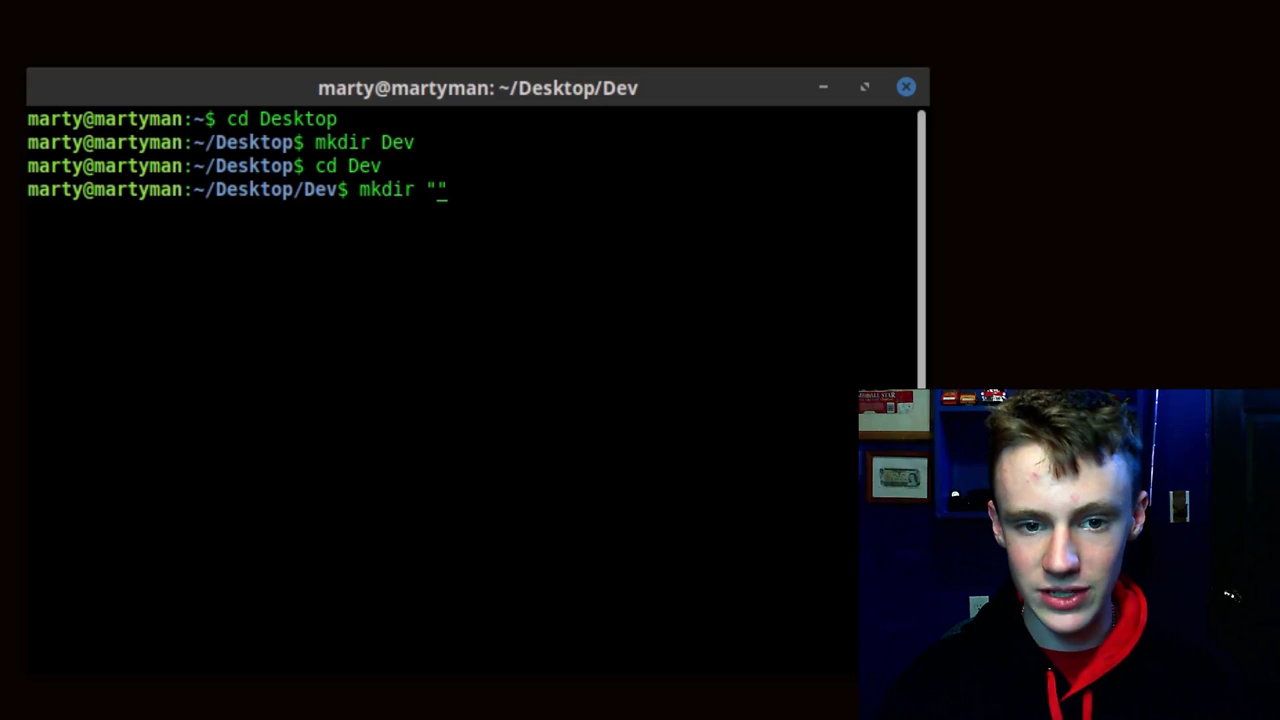 marty@martyman: ~/Desktop/Dev
marty@martyman:~$ cd Desktop
marty@martyman:~/Desktop$ mkdir Dev
marty@martyman:~/Desktop$ cd Dev
marty@martyman:~/Desktop/Dev$ mkdir ""